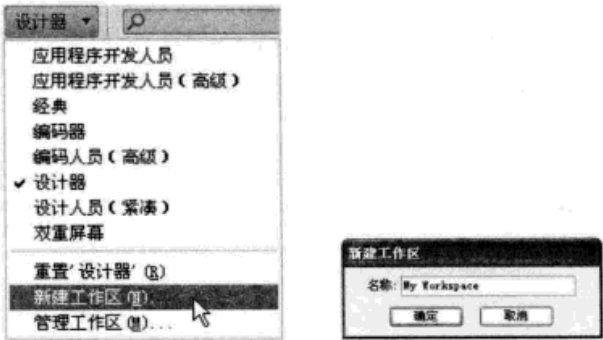 设计器
应用程序开发人员
应用程序开发人员（高级）
经典
编码器
编码人员（高级）
设计器
设计人员（紧凑）
双重屏幕
重置'设计器'(R)
新建工作区(N)...
管理工作区(M)...
新建工作区
名称: My Workspace
确定 取消